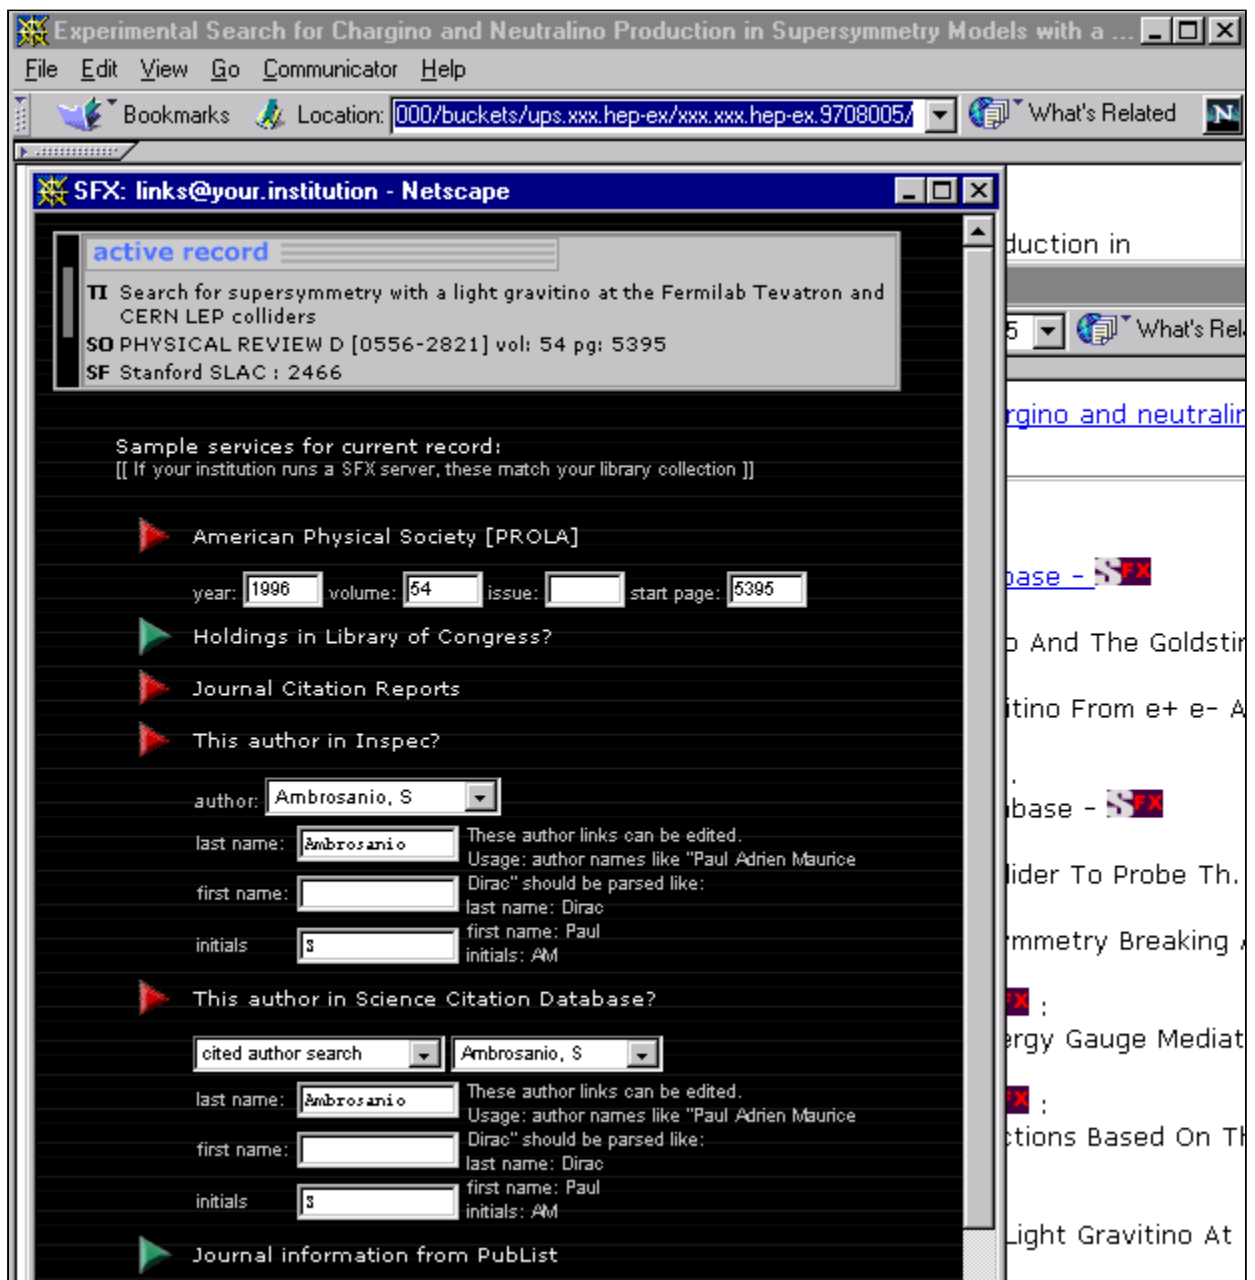 Experimental Search for Chargino and Neutralino Production in Supersymmetry Models with a ...
File Edit View Go Communicator Help
Bookmarks Location: 000/buckets/ups.xxx.hep-ex/xxx.xxx.hep-ex.9708005/ What's Related N
SFX: links@your.institution - Netscape
duction in
active record
TI Search for supersymmetry with a light gravitino at the Fermilab Tevatron and
CERN LEP colliders
SO PHYSICAL REVIEW D [0556-2821] vol: 54 pg: 5395
5 What's Rel
SF Stanford SLAC : 2466
rgino and neutralin
Sample services for current record:
[[ If your institution runs a SFX server, these match your library collection ]]
American Physical Society [PROLA]
base - SFX
year: 1996 volume: 54 issue: start page: 5395
Holdings in Library of Congress?
o And The Goldstin
Journal Citation Reports
itino From e+ e- A
This author in Inspec?
.
author: Ambrosanio, S
abase - SFX
last name: Ambrosanio These author links can be edited.
Usage: author names like "Paul Adrien Maurice
first name: Dirac" should be parsed like:
last name: Dirac
lider To Probe Th.
first name: Paul
initials S initials: AM
mmetry Breaking A
This author in Science Citation Database?
FX :
cited author search Ambrosanio, S
ergy Gauge Mediat
last name: Ambrosanio These author links can be edited.
Usage: author names like "Paul Adrien Maurice
FX :
first name: Dirac" should be parsed like:
last name: Dirac
ctions Based On Th
first name: Paul
initials S initials: AM
Light Gravitino At
Journal information from PubList